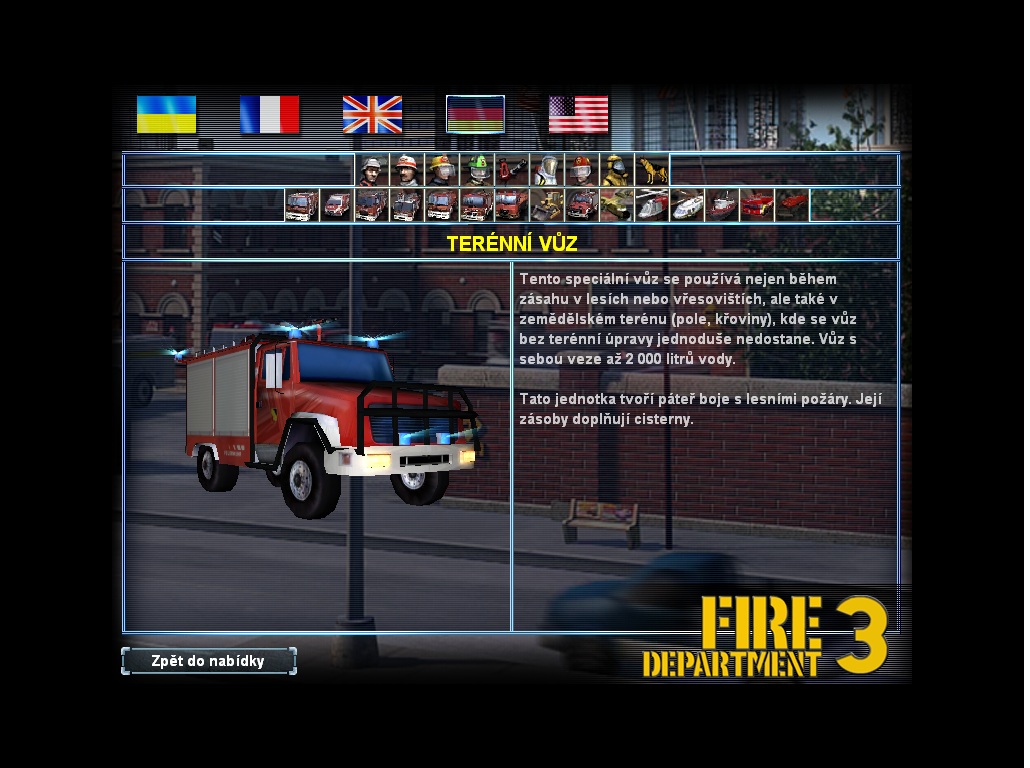 TERÉNNÍ VŮZ
Tento speciální vůz se používá nejen během
zásahu v lesích nebo vřesovištích, ale také v
zemědělském terénu (pole, křoviny), kde se vůz
bez terénní úpravy jednoduše nedostane. Vůz s
sebou veze až 2 000 litrů vody.
Tato jednotka tvoří páteř boje s lesními požáry. Její
zásoby doplňují cisterny.
FIRE
DEPARTMENT 3
Zpět do nabídky